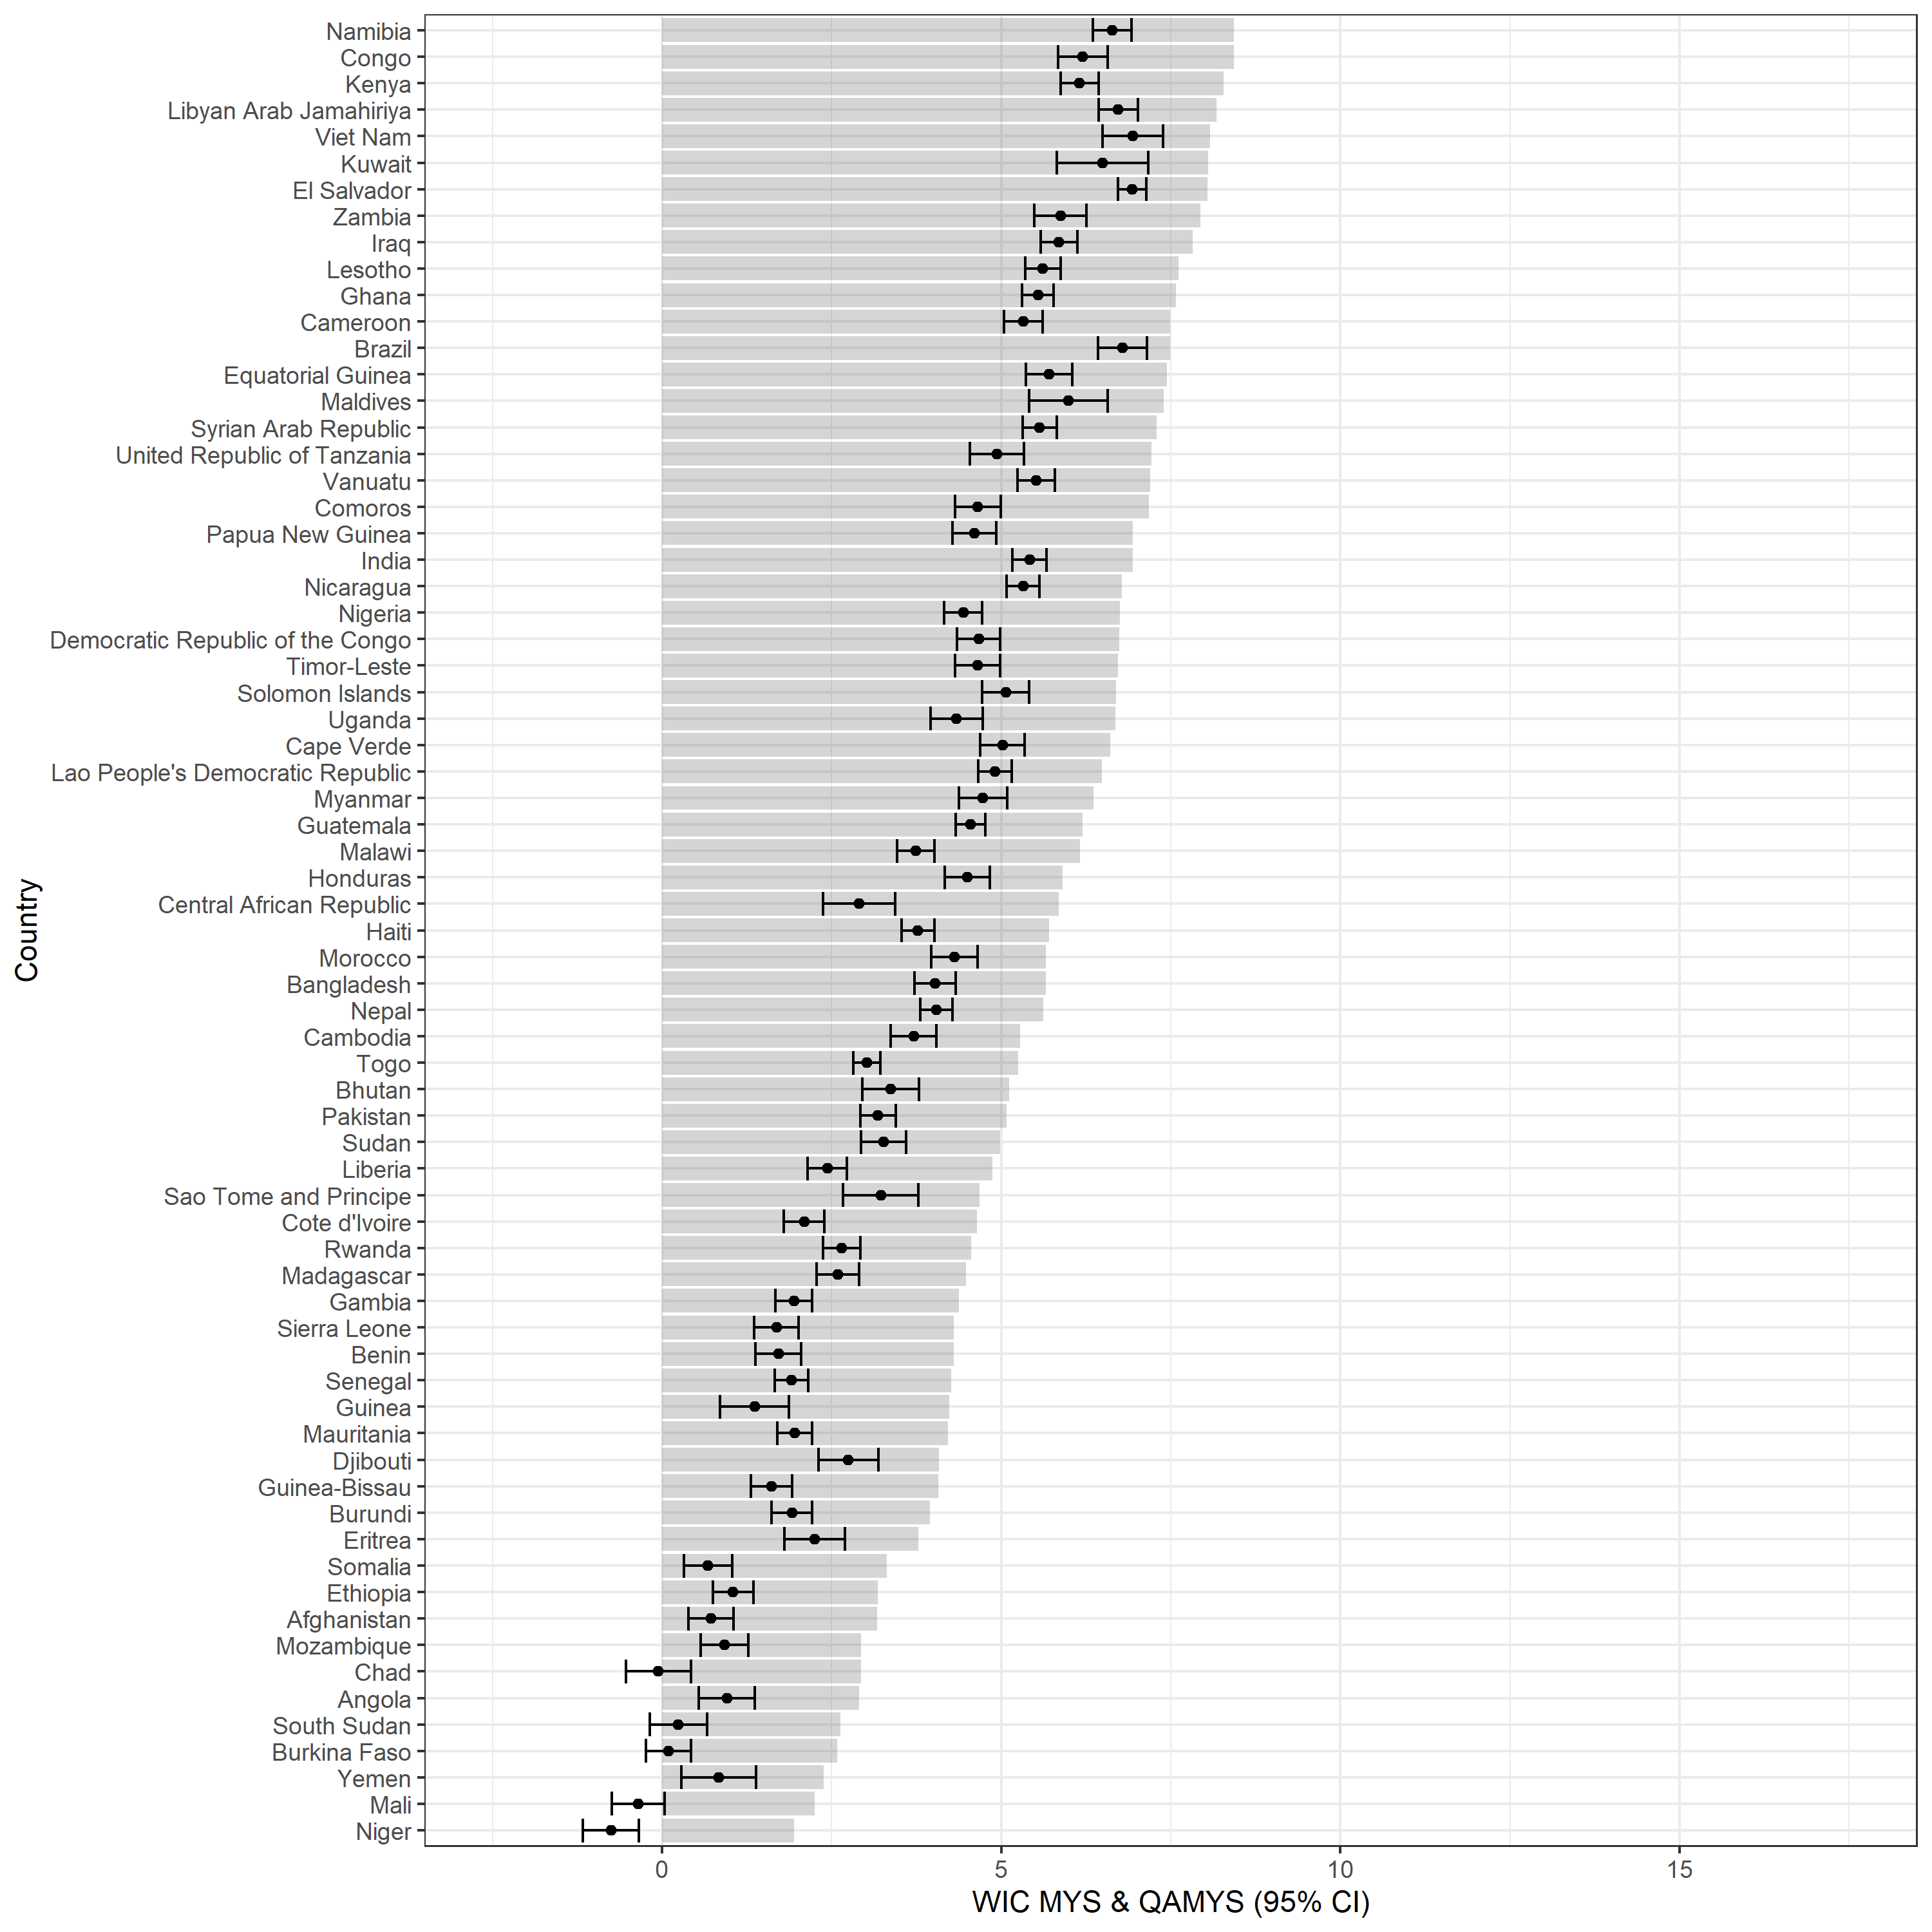 Namibia
Congo
Kenya
Libyan Arab Jamahiriya
Viet Nam
Kuwait
El Salvador
Zambia
Iraq
Lesotho
Ghana
Cameroon
Brazil
Equatorial Guinea
Maldives
Syrian Arab Republic
United Republic of Tanzania
Vanuatu
Comoros
Papua New Guinea
India
Nicaragua
Nigeria
Democratic Republic of the Congo
Timor-Leste
Solomon Islands
Uganda
Cape Verde
Lao People's Democratic Republic
Myanmar
Guatemala
Malawi
Honduras
Central African Republic
Haiti
Morocco
Bangladesh
Nepal
Cambodia
Togo
Bhutan
Pakistan
Sudan
Liberia
Sao Tome and Principe
Cote d'Ivoire
Rwanda
Madagascar
Gambia
Sierra Leone
Benin
Senegal
Guinea
Mauritania
Djibouti
Guinea-Bissau
Burundi
Eritrea
Somalia
Ethiopia
Afghanistan
Mozambique
Chad
Angola
South Sudan
Burkina Faso
Yemen
Mali
Niger
Country
0 5 10 15
WIC MYS & QAMYS (95% CI)